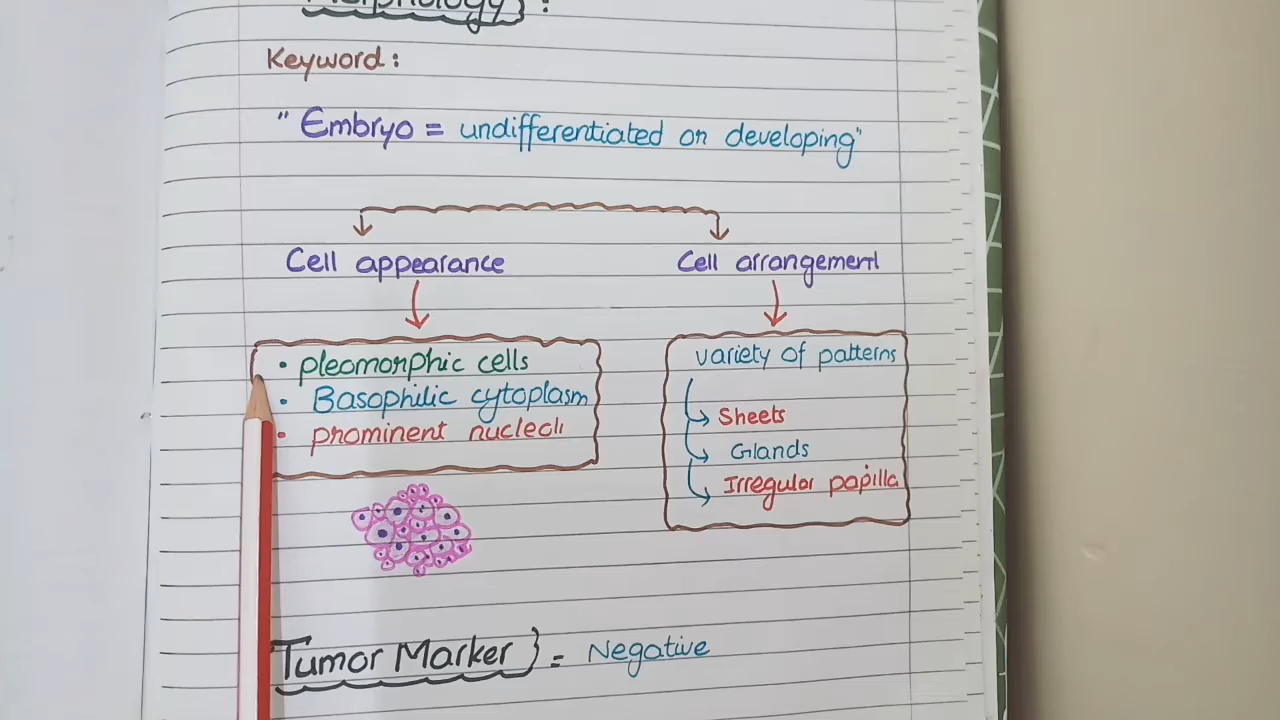 Morphology } :
Keyword :
" Embryo = undifferentiated or developing"
Cell appearance
Cell arrangement
• pleomorphic cells
• Basophilic cytoplasm
• prominent nucleoli
variety of patterns
Sheets
Glands
Irregular papilla
Tumor Marker } = Negative